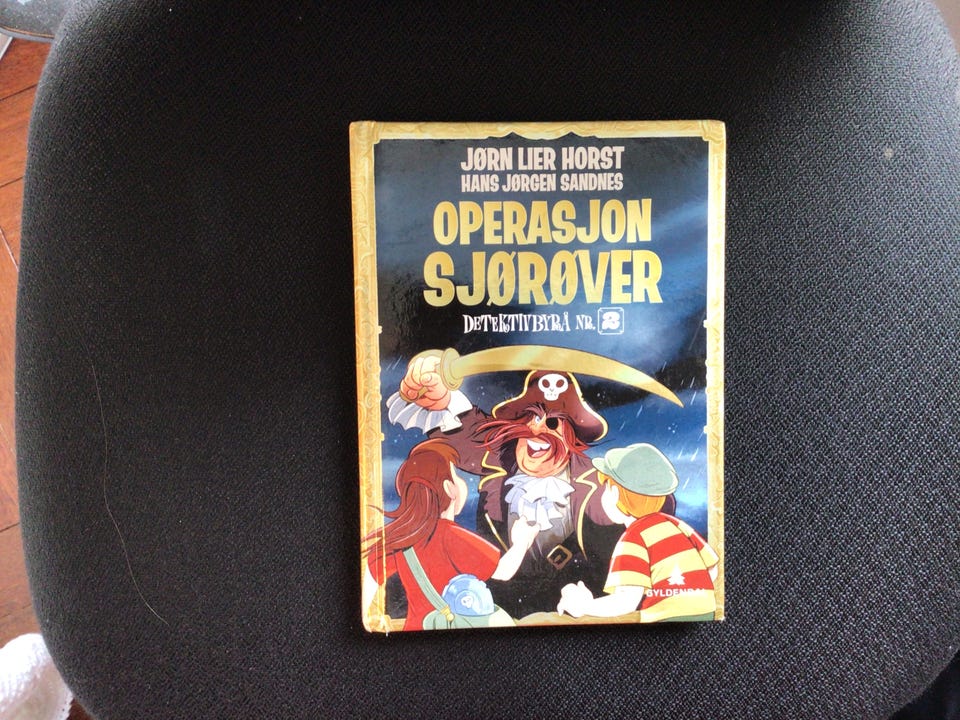 JØRN LIER HORST
HANS JØRGEN SANDNES
OPERASJON
SJØRØVER
DETEKTIVBYRÅ NR. 2
GYLDENDAL